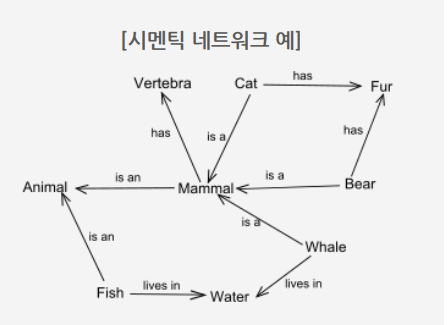 [시멘틱 네트워크 예]
Vertebra
Cat
has
Fur
has
is a
has
Animal
is an
Mammal
is a
Bear
is an
is a
Whale
Fish
lives in
Water
lives in